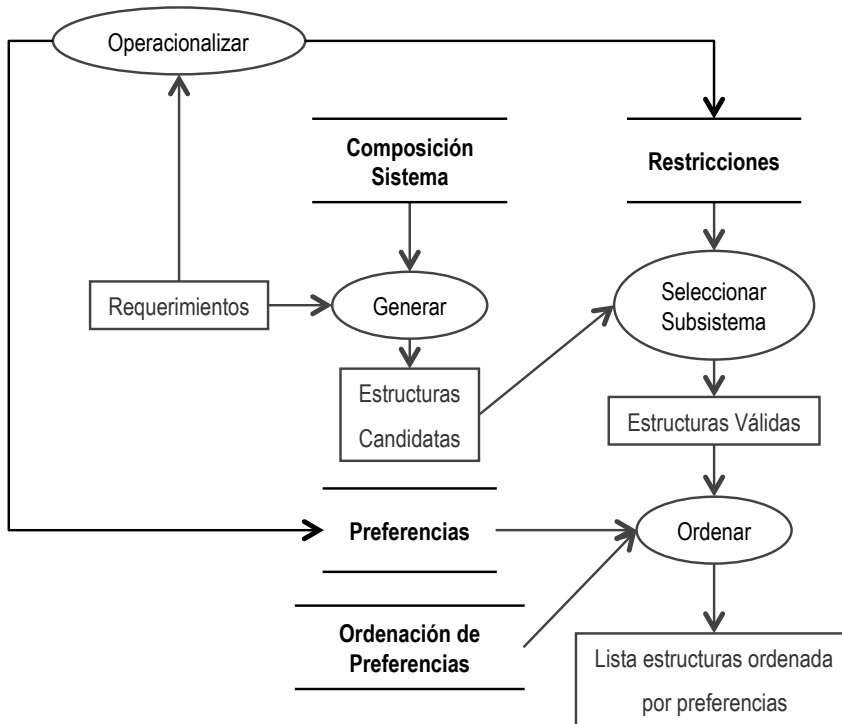 Operacionalizar
Composición
Sistema
Restricciones
Requerimientos
Generar
Seleccionar
Subsistema
Estructuras
Candidatas
Estructuras Válidas
Preferencias
Ordenar
Ordenación de
Preferencias
Lista estructuras ordenada
por preferencias